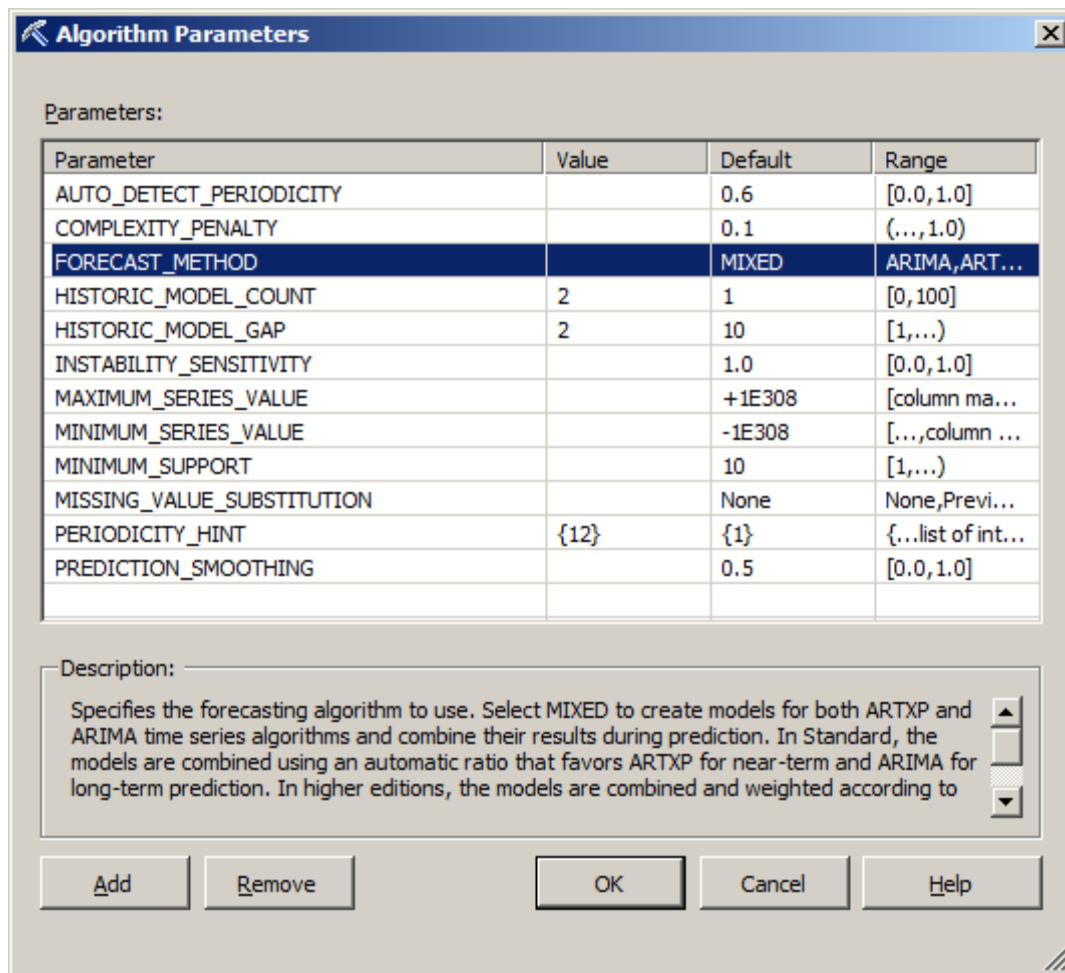 Algorithm Parameters
Parameters:
Parameter Value Default Range
AUTO_DETECT_PERIODICITY 0.6 [0.0,1.0]
COMPLEXITY_PENALTY 0.1 (...,1.0)
FORECAST_METHOD MIXED ARIMA,ART...
HISTORIC_MODEL_COUNT 2 1 [0,100]
HISTORIC_MODEL_GAP 2 10 [1,...)
INSTABILITY_SENSITIVITY 1.0 [0.0,1.0]
MAXIMUM_SERIES_VALUE +1E308 [column ma...
MINIMUM_SERIES_VALUE -1E308 [...,column ...
MINIMUM_SUPPORT 10 [1,...)
MISSING_VALUE_SUBSTITUTION None None,Previ...
PERIODICITY_HINT {12} {1} {...list of int...
PREDICTION_SMOOTHING 0.5 [0.0,1.0]
Description:
Specifies the forecasting algorithm to use. Select MIXED to create models for both ARTXP and
ARIMA time series algorithms and combine their results during prediction. In Standard, the
models are combined using an automatic ratio that favors ARTXP for near-term and ARIMA for
long-term prediction. In higher editions, the models are combined and weighted according to
Add Remove OK Cancel Help